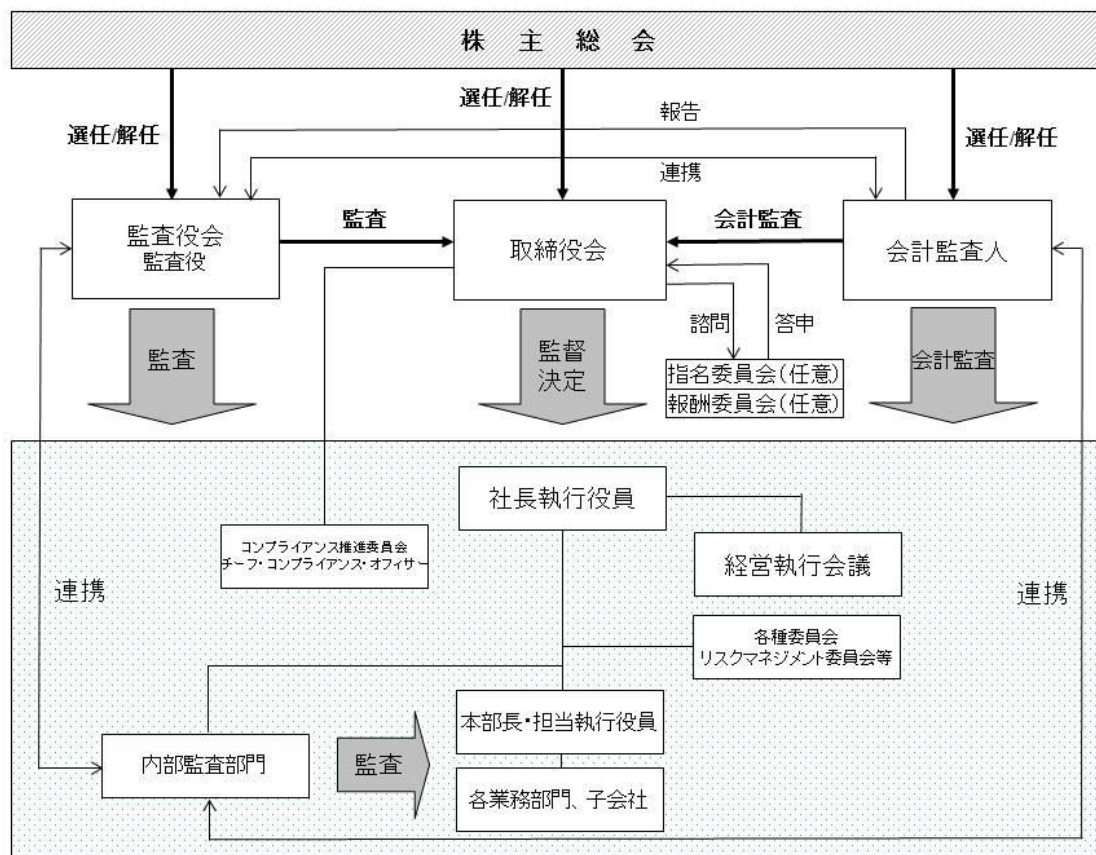 株 主 総 会
選任/解任
選任/解任
選任/解任
報告
連携
監査役会
監査役
監査
取締役会
会計監査
会計監査人
諮問
答申
指名委員会(任意)
報酬委員会(任意)
監査
監督
決定
会計監査
社長執行役員
コンプライアンス推進委員会
チーフ・コンプライアンス・オフィサー
経営執行会議
連携
連携
各種委員会
リスクマネジメント委員会等
本部長・担当執行役員
内部監査部門
監査
各業務部門、子会社